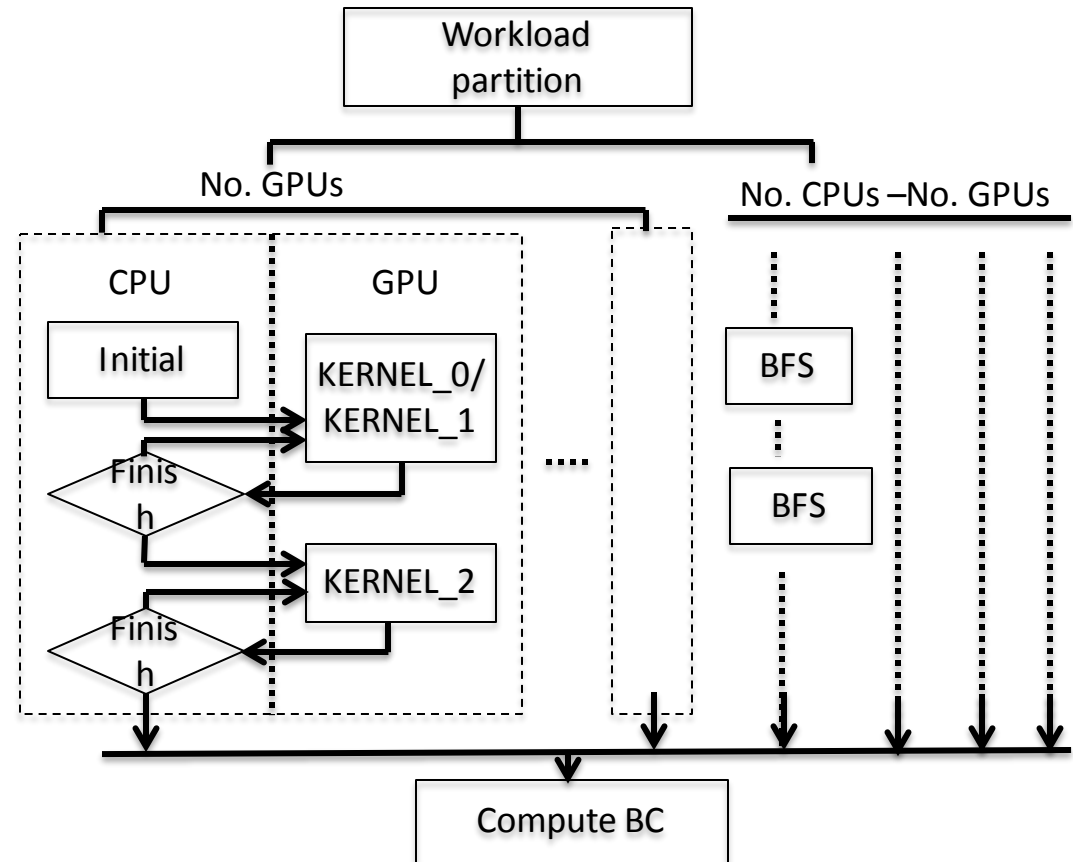 Workload
partition
No. GPUs
No. CPUs –No. GPUs
CPU
GPU
Initial
KERNEL_0/
KERNEL_1
BFS
Finis
h
BFS
KERNEL_2
Finis
h
Compute BC